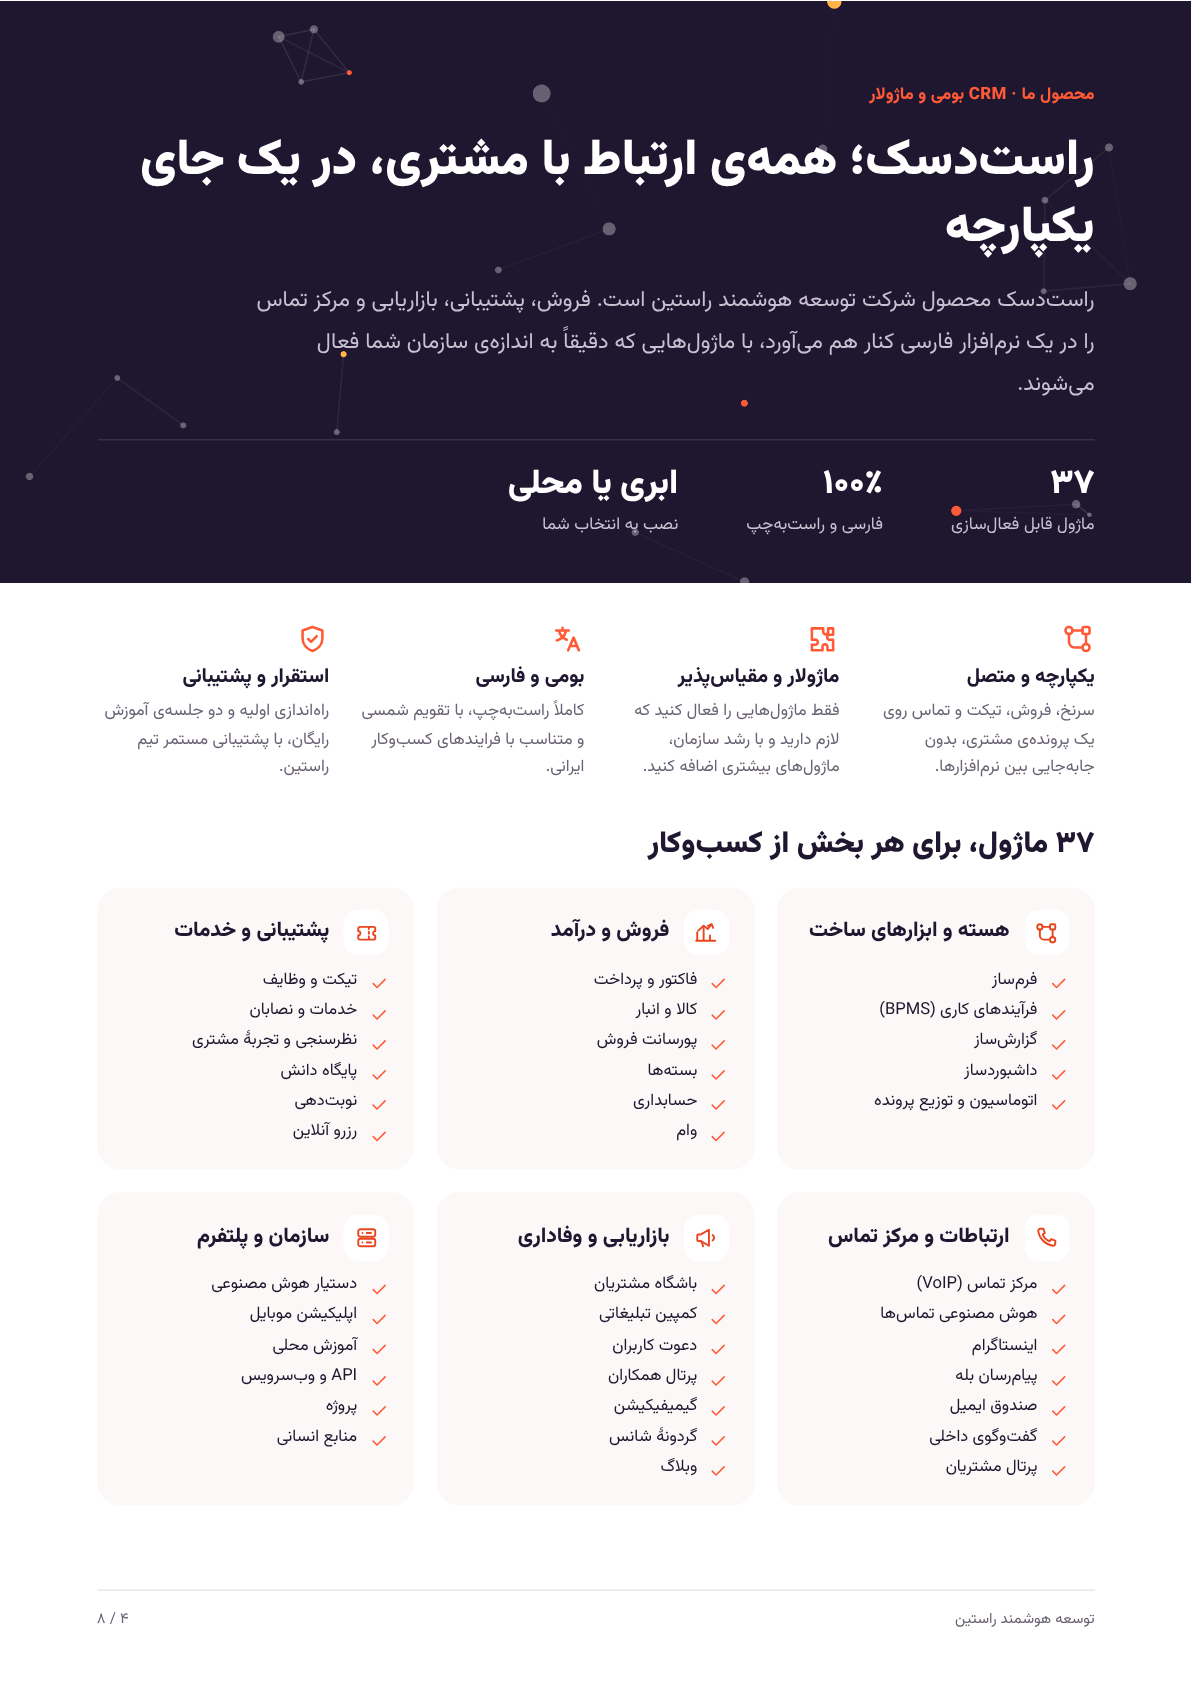 محصول ما · CRM بومی و ماژولار
راست‌دسک؛ همه‌ی ارتباط با مشتری، در یک جای
یکپارچه
راست‌دسک محصول شرکت توسعه هوشمند راستین است. فروش، پشتیبانی، بازاریابی و مرکز تماس
را در یک نرم‌افزار فارسی کنار هم می‌آورد، با ماژول‌هایی که دقیقاً به اندازه‌ی سازمان شما فعال
می‌شوند.
۳۷
ماژول قابل فعال‌سازی
۱۰۰٪
فارسی و راست‌به‌چپ
ابری یا محلی
نصب به انتخاب شما
یکپارچه و متصل
سرنخ، فروش، تیکت و تماس روی
یک پرونده‌ی مشتری، بدون
جابه‌جایی بین نرم‌افزارها.
ماژولار و مقیاس‌پذیر
فقط ماژول‌هایی را فعال کنید که
لازم دارید و با رشد سازمان،
ماژول‌های بیشتری اضافه کنید.
بومی و فارسی
کاملاً راست‌به‌چپ، با تقویم شمسی
و متناسب با فرایندهای کسب‌وکار
ایرانی.
استقرار و پشتیبانی
راه‌اندازی اولیه و دو جلسه‌ی آموزش
رایگان، با پشتیبانی مستمر تیم
راستین.
۳۷ ماژول، برای هر بخش از کسب‌وکار
هسته و ابزارهای ساخت
فرم‌ساز
فرآیندهای کاری (BPMS)
گزارش‌ساز
داشبوردساز
اتوماسیون و توزیع پرونده
فروش و درآمد
فاکتور و پرداخت
کالا و انبار
پورسانت فروش
بسته‌ها
حسابداری
وام
پشتیبانی و خدمات
تیکت و وظایف
خدمات و نصابان
نظرسنجی و تجربهٔ مشتری
پایگاه دانش
نوبت‌دهی
رزرو آنلاین
ارتباطات و مرکز تماس
مرکز تماس (VoIP)
هوش مصنوعی تماس‌ها
اینستاگرام
پیام‌رسان بله
صندوق ایمیل
گفت‌وگوی داخلی
پرتال مشتریان
بازاریابی و وفاداری
باشگاه مشتریان
کمپین تبلیغاتی
دعوت کاربران
پرتال همکاران
گیمیفیکیشن
گردونهٔ شانس
وبلاگ
سازمان و پلتفرم
دستیار هوش مصنوعی
اپلیکیشن موبایل
آموزش محلی
API و وب‌سرویس
پروژه
منابع انسانی
توسعه هوشمند راستین
۴ / ۸